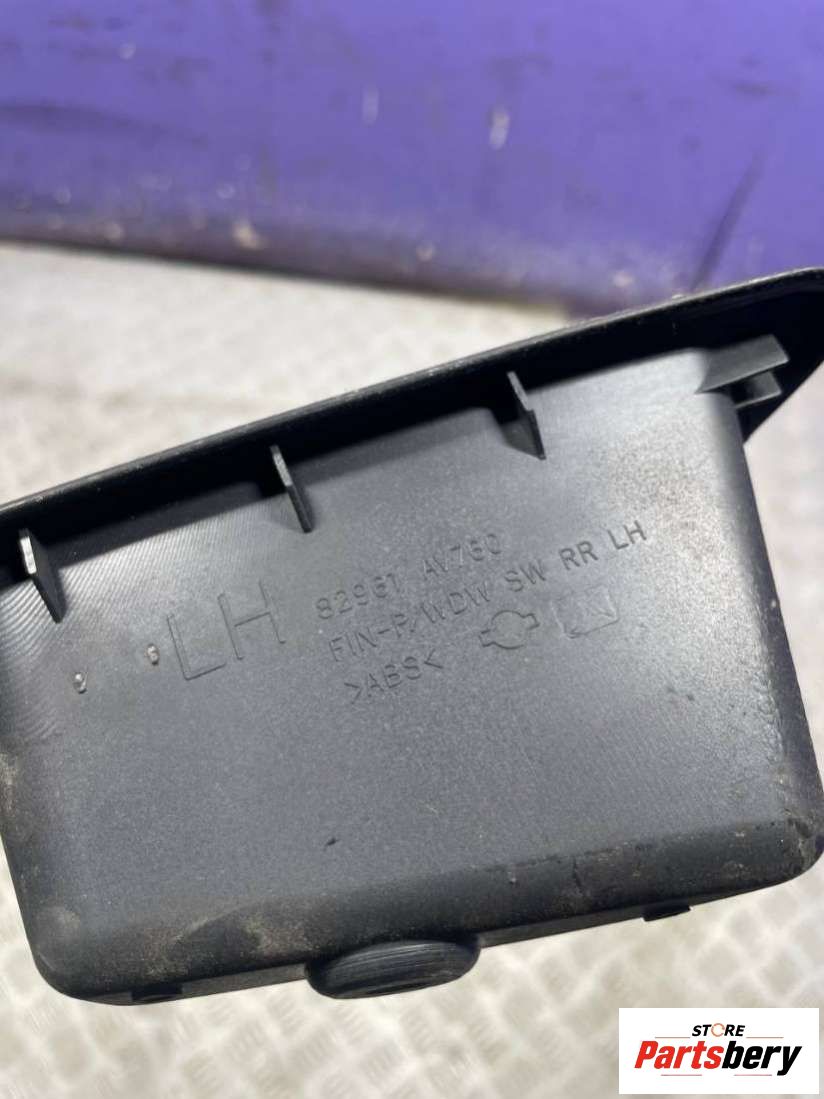 LH
82961 AV760
FIN-P/WDW SW RR LH
>ABS<
STORE
Partsbery